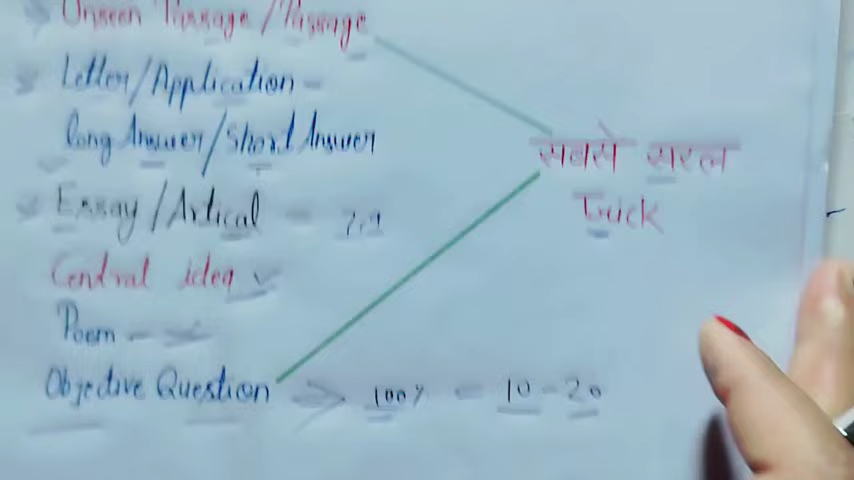 Unseen Passage/Passage
Letter/Application -
long Answer/Short Answer
Essay/Artical
Central idea ✓
Poem -
Objective Question → 100% - 10-20
सबसे सरल
Trick